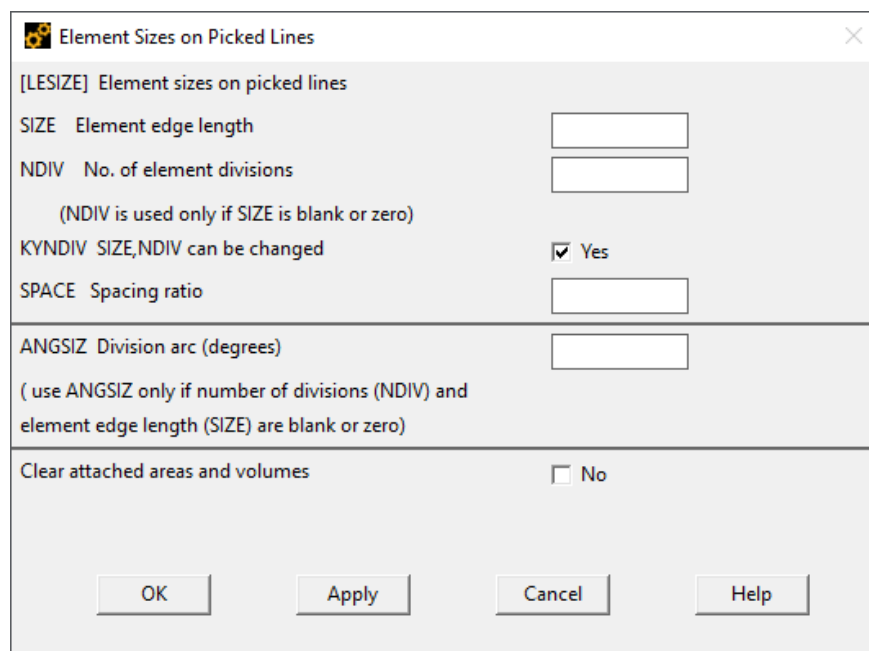 Element Sizes on Picked Lines
[LESIZE] Element sizes on picked lines
SIZE Element edge length
NDIV No. of element divisions
(NDIV is used only if SIZE is blank or zero)
KYNDIV SIZE,NDIV can be changed Yes
SPACE Spacing ratio
ANGSIZ Division arc (degrees)
( use ANGSIZ only if number of divisions (NDIV) and
element edge length (SIZE) are blank or zero)
Clear attached areas and volumes No
OK Apply Cancel Help